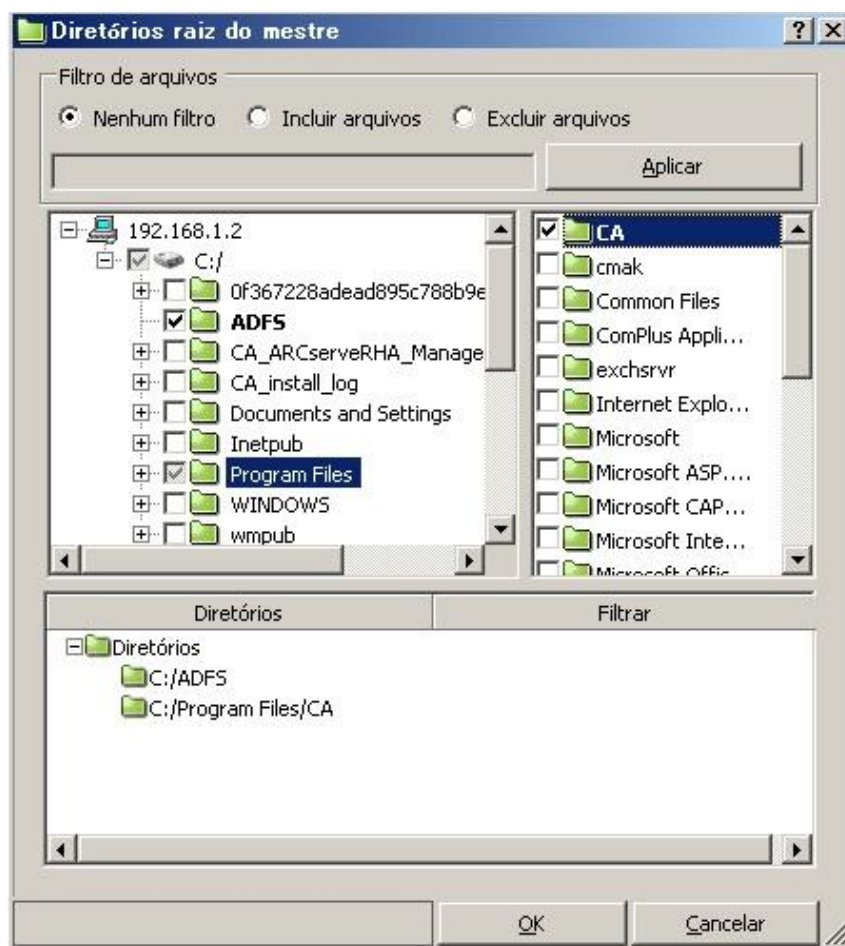 Diretórios raiz do mestre
Filtro de arquivos
Nenhum filtro
Incluir arquivos
Excluir arquivos
Aplicar
192.168.1.2
C:/
0f367228adead895c788b9e
ADFS
CA_ARCserveRHA_Manage
CA_install_log
Documents and Settings
Inetpub
Program Files
WINDOWS
wmpub
CA
cmak
Common Files
ComPlus Appli...
exchsrvr
Internet Explo...
Microsoft
Microsoft ASP....
Microsoft CAP...
Microsoft Inte...
Microsoft Offic
Diretórios
Filtrar
Diretórios
C:/ADFS
C:/Program Files/CA
OK
Cancelar